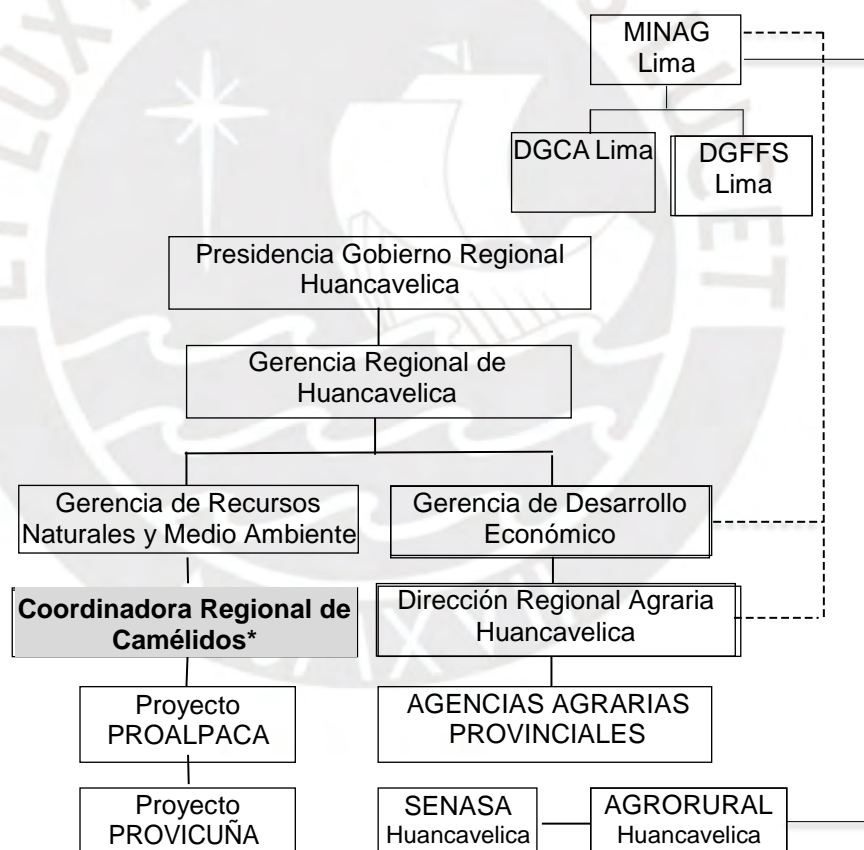 MINAG
Lima
DGCA Lima
DGFFS
Lima
Presidencia Gobierno Regional
Huancavelica
Gerencia Regional de
Huancavelica
Gerencia de Recursos
Naturales y Medio Ambiente
Gerencia de Desarrollo
Económico
Coordinadora Regional de
Camélidos*
Dirección Regional Agraria
Huancavelica
Proyecto
PROALPACA
AGENCIAS AGRARIAS
PROVINCIALES
Proyecto
PROVICUÑA
SENASA
Huancavelica
AGRORURAL
Huancavelica